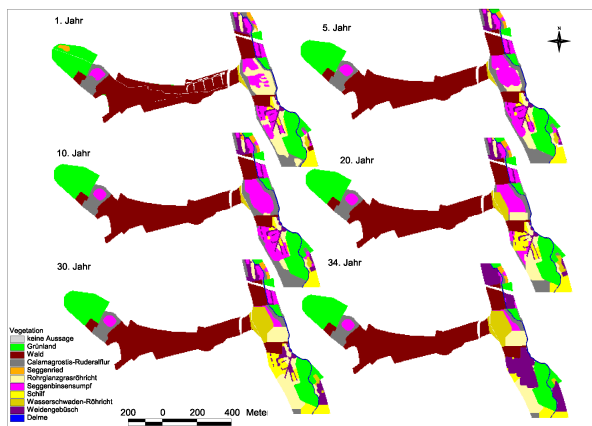 1. Jahr
5. Jahr
N
10. Jahr
20. Jahr
30. Jahr
34. Jahr
Vegetation
keine Aussage
Grünland
Wald
Calamagrostis-Ruderalflur
Seggenried
Rohrglanzgrasröhricht
Seggenbinsensumpf
Schilf
Wasserschwaden-Röhricht
Weidengebüsch
Delme
200 0 200 400 Meter